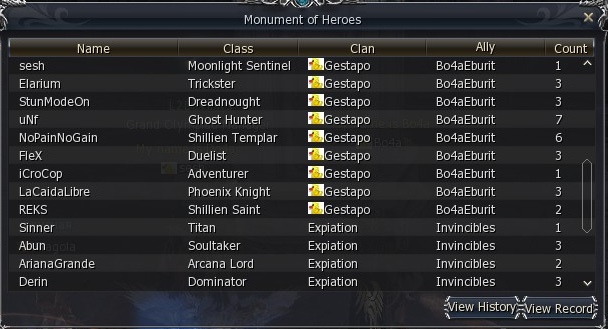 Monument of Heroes
Name Class Clan Ally Count
sesh Moonlight Sentinel Gestapo Bo4aEburit 1
Elarium Trickster Gestapo Bo4aEburit 3
StunModeOn Dreadnought Gestapo Bo4aEburit 3
uNf Ghost Hunter Gestapo Bo4aEburit 7
NoPainNoGain Shillien Templar Gestapo Bo4aEburit 6
FleX Duelist Gestapo Bo4aEburit 3
iCroCop Adventurer Gestapo Bo4aEburit 1
LaCaidaLibre Phoenix Knight Gestapo Bo4aEburit 3
REKS Shillien Saint Gestapo Bo4aEburit 2
Sinner Titan Expiation Invincibles 1
Abun Soultaker Expiation Invincibles 3
ArianaGrande Arcana Lord Expiation Invincibles 2
Derin Dominator Expiation Invincibles 3
View History View Record